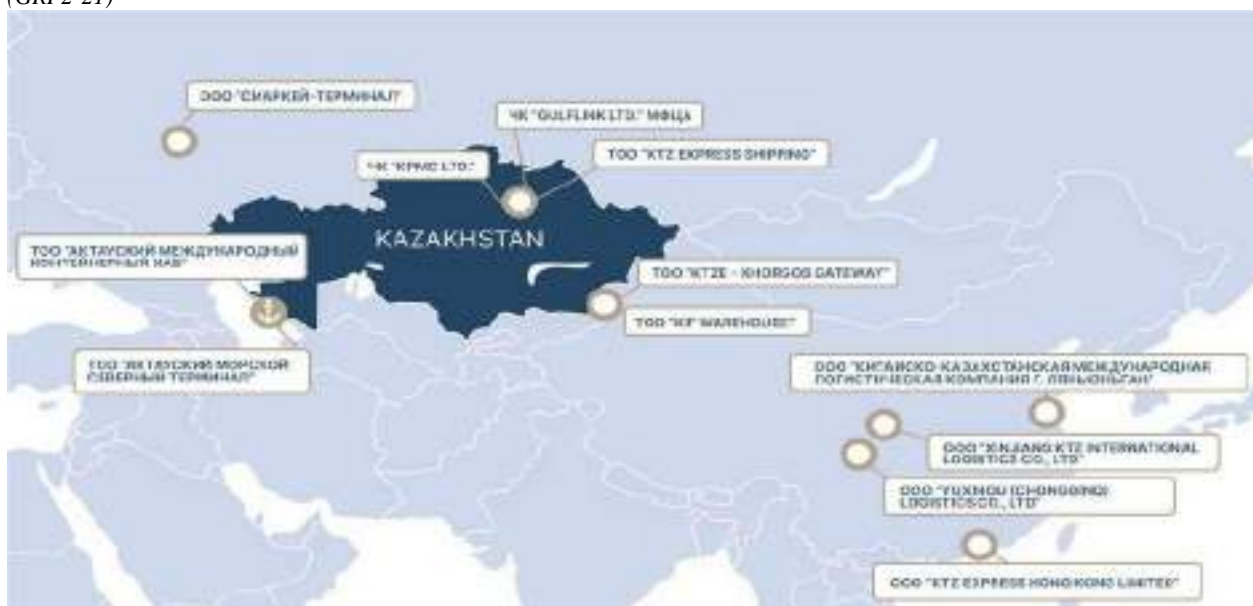 (GRI 2-21)
ООО "СИАРКЕЙ-ТЕРМИНАЛ"
ЧК "GULFLINK LTD." МФЦА
ТОО "KTZ EXPRESS SHIPPING"
ЧК "KPMC LTD."
KAZAKHSTAN
ТОО "АКТАУСКИЙ МЕЖДУНАРОДНЫЙ
КОНТЕЙНЕРНЫЙ ХАБ"
ТОО "KTZE - KHORGOS GATEWAY"
ТОО "KIF WAREHOUSE"
ТОО "АКТАУСКИЙ МОРСКОЙ
СЕВЕРНЫЙ ТЕРМИНАЛ"
ООО "КИТАЙСКО-КАЗАХСТАНСКАЯ МЕЖДУНАРОДНАЯ
ЛОГИСТИЧЕСКАЯ КОМПАНИЯ Г. ЛЯНЬЮНЬГАН"
ООО "XINJIANG KTZ INTERNATIONAL
LOGISTICS CO., LTD"
ООО "YUXINOU (CHONGQING)
LOGISTICS CO., LTD"
ООО "KTZ EXPRESS HONG KONG LIMITED"